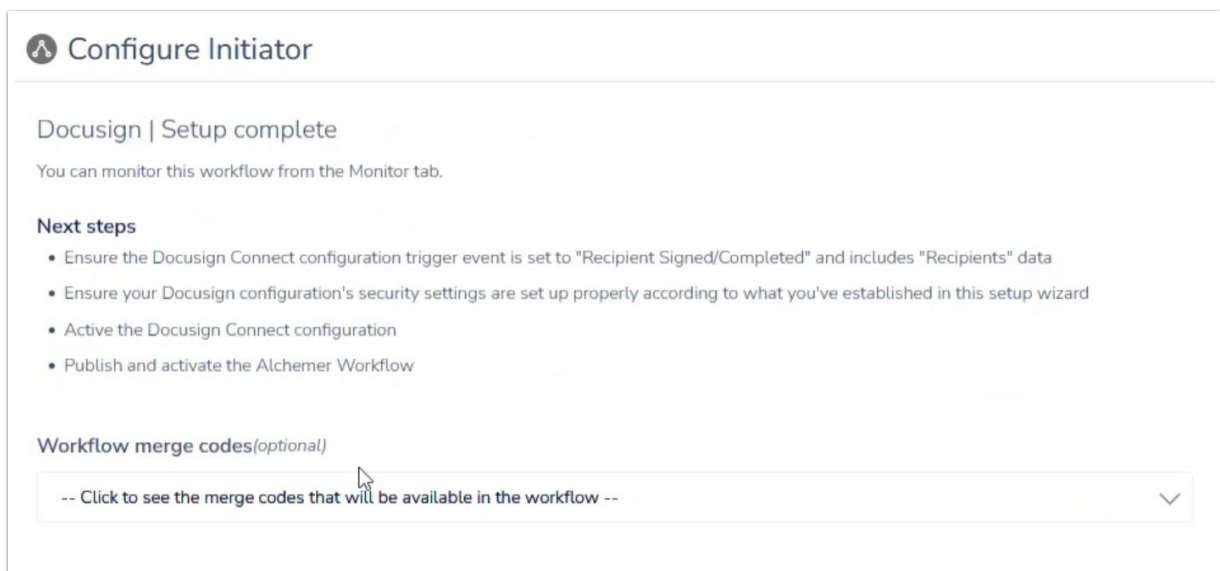 Configure Initiator
Docusign | Setup complete
You can monitor this workflow from the Monitor tab.
Next steps
• Ensure the Docusign Connect configuration trigger event is set to "Recipient Signed/Completed" and includes "Recipients" data
• Ensure your Docusign configuration's security settings are set up properly according to what you've established in this setup wizard
• Active the Docusign Connect configuration
• Publish and activate the Alchemer Workflow
Workflow merge codes(optional)
-- Click to see the merge codes that will be available in the workflow --